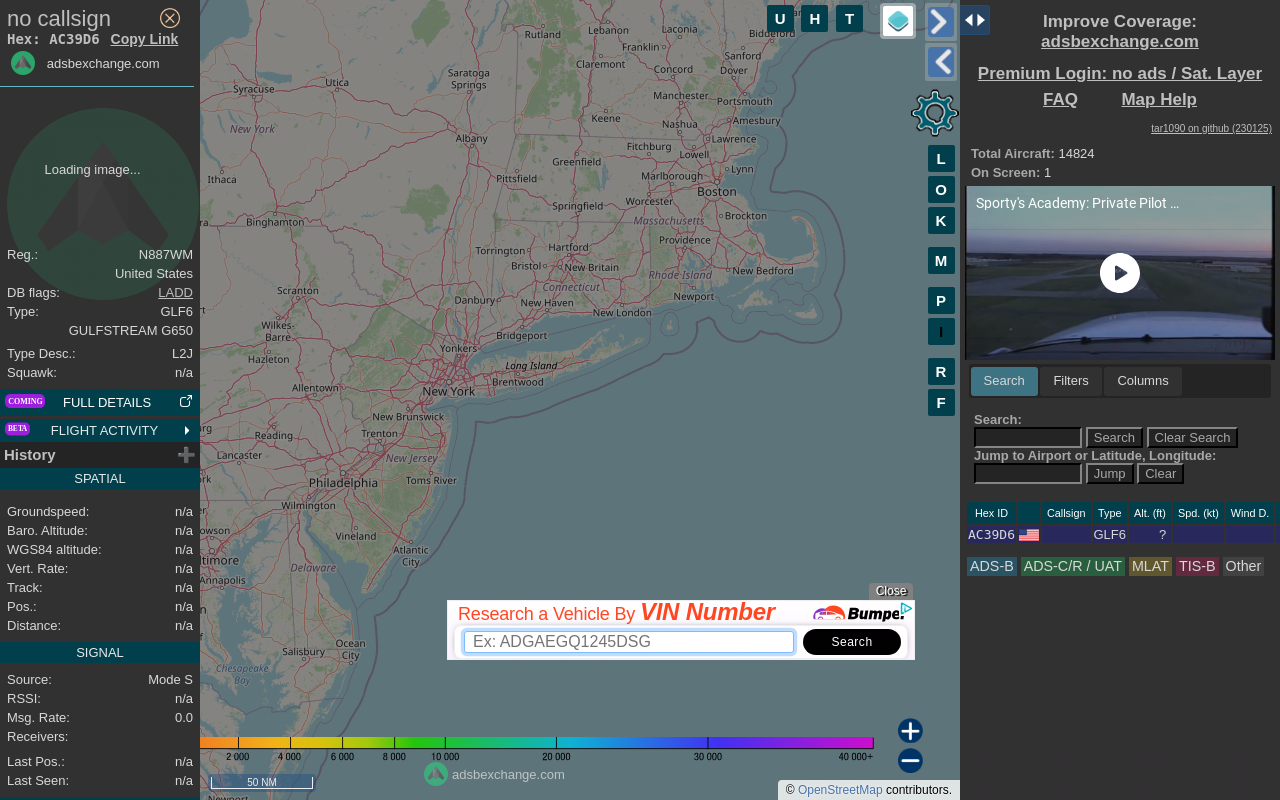 no callsign
Hex: AC39D6 Copy Link
adsbexchange.com
Loading image...
Reg.: N887WM
United States
DB flags: LADD
Type: GLF6
GULFSTREAM G650
Type Desc.: L2J
Squawk: n/a
COMING FULL DETAILS
BETA FLIGHT ACTIVITY
History
SPATIAL
Groundspeed: n/a
Baro. Altitude: n/a
WGS84 altitude: n/a
Vert. Rate: n/a
Track: n/a
Pos.: n/a
Distance: n/a
SIGNAL
Source: Mode S
RSSI: n/a
Msg. Rate: 0.0
Receivers:
Last Pos.: n/a
Last Seen: n/a
U H T
L
O
K
M
P
I
R
F
Rutland
Lebanon
Laconia
Biddeford
Franklin
Sanford
Claremont
Concord
Dover
Utica
Saratoga
Springs
Syracuse
Manchester
Portsmouth
Keene
Nashua
Amesbury
New York
Albany
Fitchburg
Lawrence
Greenfield
Lowell
Ithaca
Pittsfield
Marlborough
Lynn
Boston
Springfield
Worcester
Binghamton
Massachusetts
Brockton
Providence
Torrington
Hartford
Bristol
New Britain
Rhode Island
New Bedford
Connecticut
Scranton
Danbury
New Haven
Newport
New London
Wilkes-
Barre
Bridgeport
Hazleton
Yonkers
Long Island
Allentown
New York
Brentwood
New Brunswick
Reading
Trenton
Lancaster
New Jersey
Philadelphia
Toms River
Wilmington
Vineland
Atlantic
City
Annapolis
Delaware
Ocean
City
Salisbury
Chesapeake
Bay
Close
Research a Vehicle By VIN Number
Bumper
Ex: ADGAEGQ1245DSG
Search
2 000 4 000 6 000 8 000 10 000 20 000 30 000 40 000+
50 NM
adsbexchange.com
© OpenStreetMap contributors.
Improve Coverage:
adsbexchange.com
Premium Login: no ads / Sat. Layer
FAQ Map Help
tar1090 on github (230125)
Total Aircraft: 14824
On Screen: 1
Sporty's Academy: Private Pilot ...
Search Filters Columns
Search:
Search Clear Search
Jump to Airport or Latitude, Longitude:
Jump Clear
Hex ID Callsign Type Alt. (ft) Spd. (kt) Wind D.
AC39D6 GLF6 ?
ADS-B ADS-C/R / UAT MLAT TIS-B Other